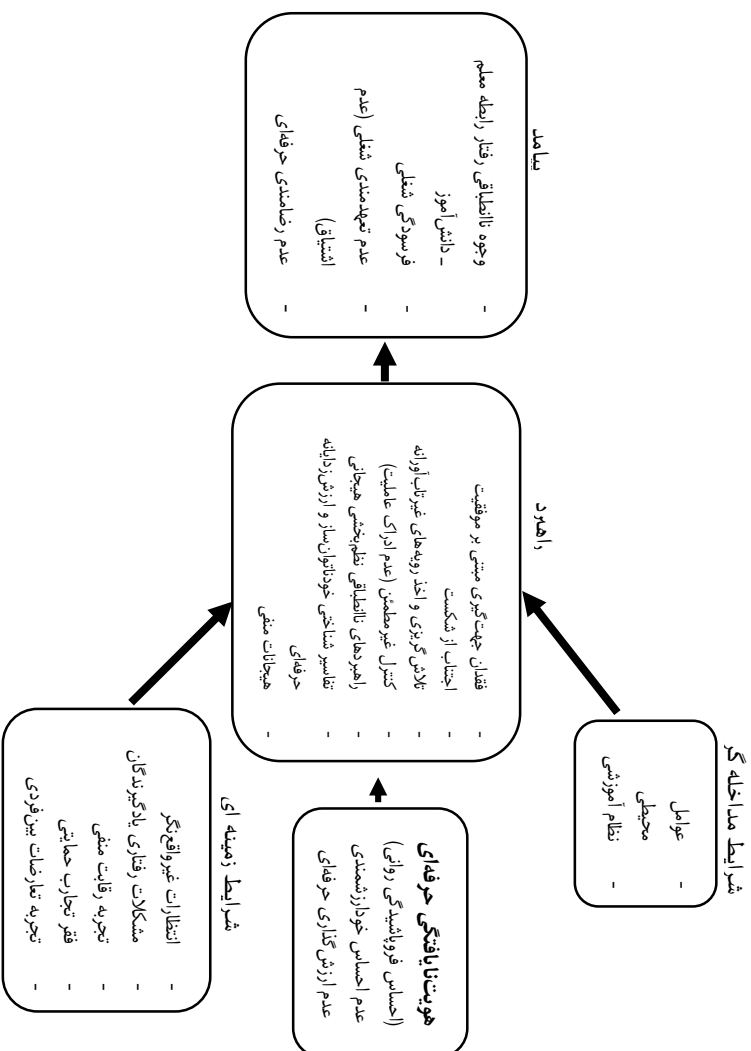 شرایط مداخله گر
- عوامل
محیطی
- نظام آموزشی
هویت‌نایافتگی حرفه‌ای
(احساس فروپاشیدگی روانی)
عدم احساس خودارزشمندی
عدم ارزش‌گذاری حرفه‌ای
شرایط زمینه ای
- انتظارات غیرواقع‌نگر
- مشکلات رفتاری یادگیرندگان
- تجربه رقابت منفی
- فقر تجارب حمایتی
- تجربه تعارضات بین‌فردی
راهبرد
- فقدان جهت‌گیری مبتنی بر موفقیت
- اجتناب از شکست
- تلاش‌گریزی و اخذ رویه‌های غیرتاب‌آورانه
- کنترل غیرمطمئن (عدم ادراک عاملیت)
- راهبردهای ناانطباقی نظم‌بخشی هیجانی
- تفاسیر شناختی خودناتوان‌ساز و ارزش‌زدایانه
حرفه‌ای
- هیجانات منفی
پیامد
- وجوه ناانطباقی رفتار رابطه معلم
ـ دانش‌آموز
- فرسودگی شغلی
- عدم تعهدمندی شغلی (عدم
اشتیاق)
- عدم رضامندی حرفه‌ای